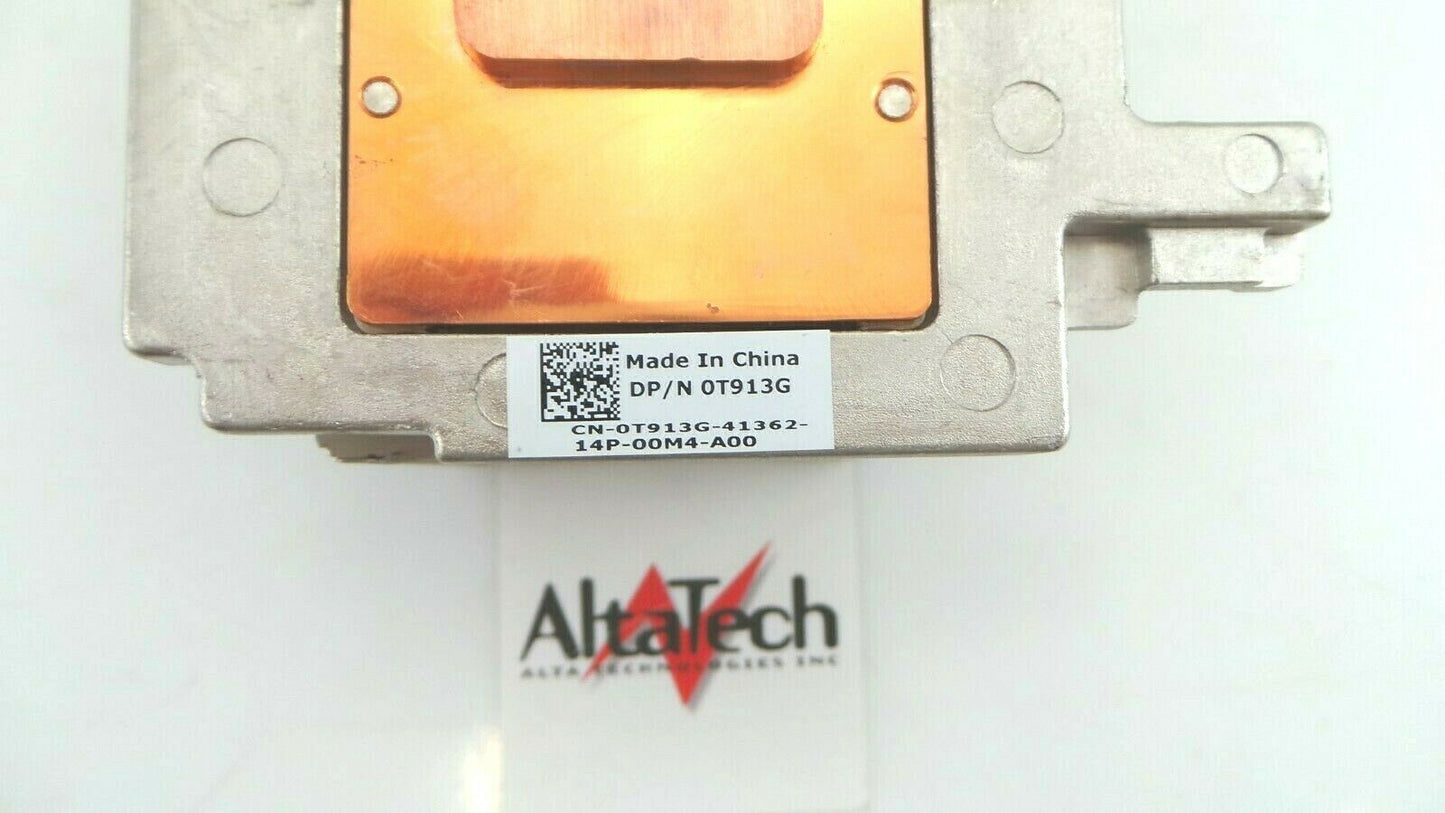 Made In China
DP/N 0T913G
CN-0T913G-41362-
14P-00M4-A00
AltaTech
ALTA TECHNOLOGIES INC